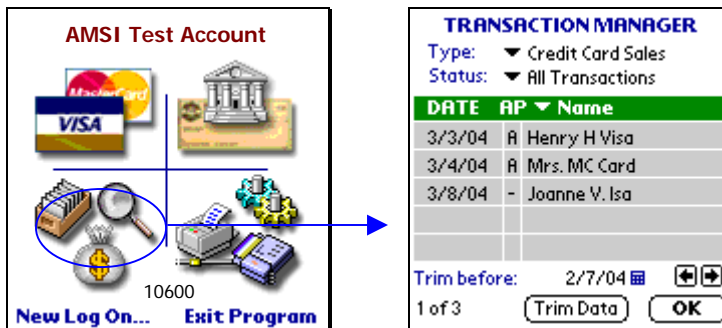 AMSI Test Account
MasterCard
VISA
10600
New Log On... Exit Program
TRANSACTION MANAGER
Type: Credit Card Sales
Status: All Transactions
DATE AP Name
3/3/04 A Henry H Visa
3/4/04 A Mrs. MC Card
3/8/04 - Joanne V. Isa
Trim before: 2/7/04
1 of 3 Trim Data OK